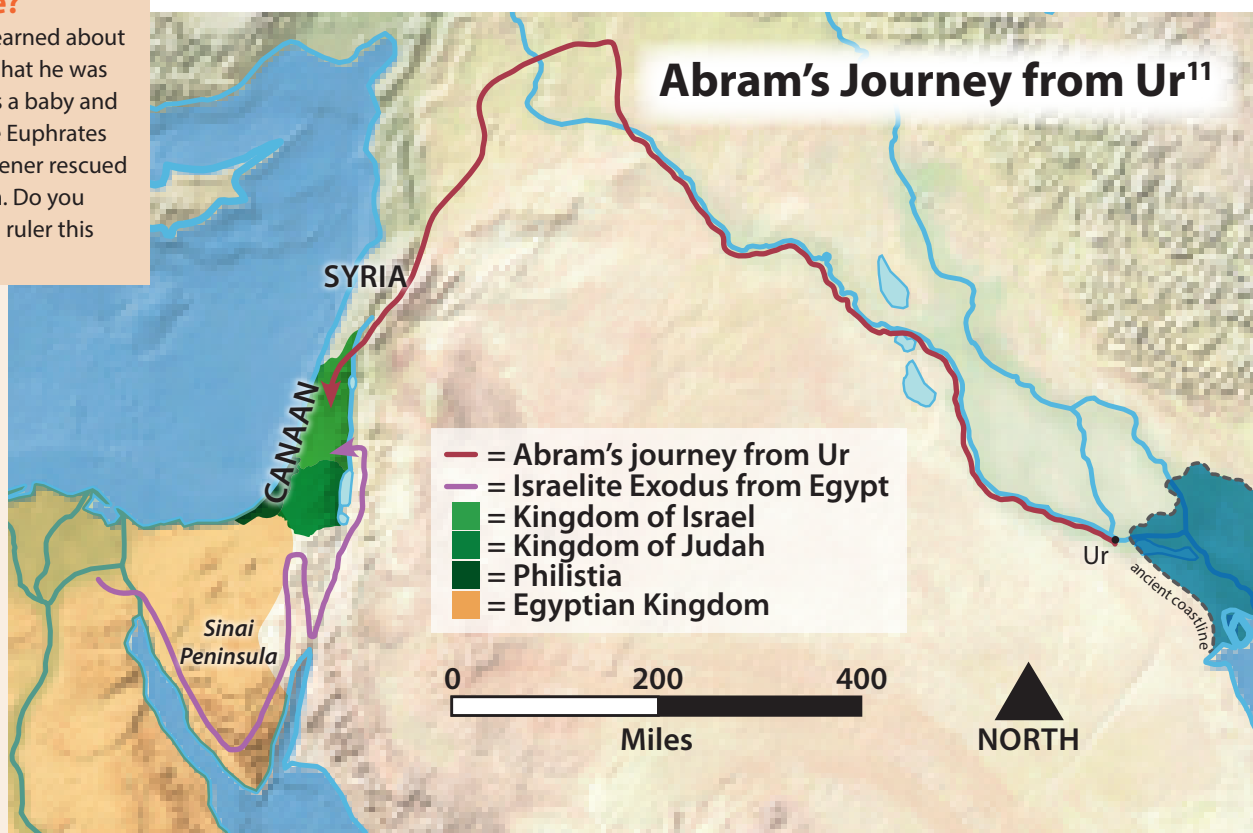 e?
earned about
hat he was
s a baby and
e Euphrates
ener rescued
n. Do you
ruler this
Abram's Journey from Ur¹¹
SYRIA
CANAAN
= Abram's journey from Ur
= Israelite Exodus from Egypt
= Kingdom of Israel
= Kingdom of Judah
= Philistia
= Egyptian Kingdom
Ur
ancient coastline
Sinai
Peninsula
0 200 400
Miles
NORTH